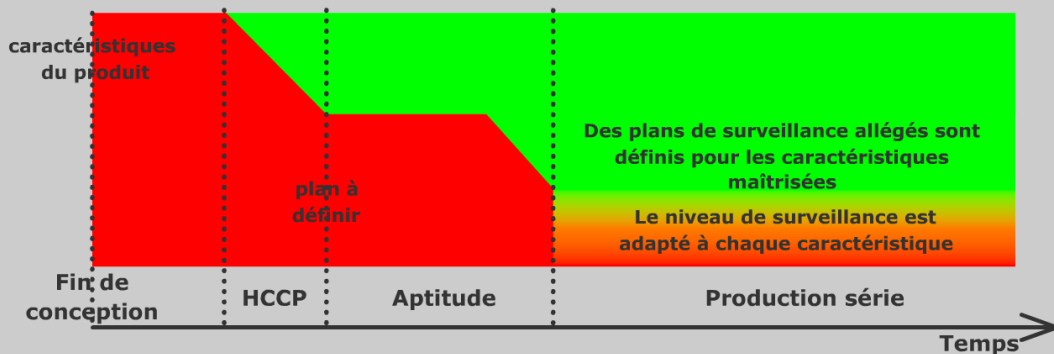 caractéristiques
du produit
Des plans de surveillance allégés sont
définis pour les caractéristiques
maîtrisées
plan à
définir
Le niveau de surveillance est
adapté à chaque caractéristique
Fin de
conception
HCCP
Aptitude
Production série
Temps